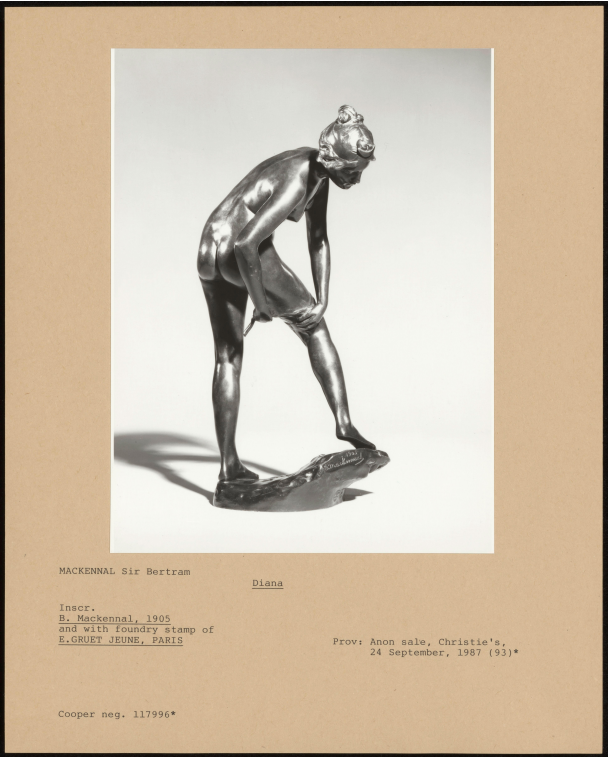 MACKENNAL Sir Bertram
Diana
Inscr.
B. Mackennal, 1905
and with foundry stamp of
E.GRUET JEUNE, PARIS
Prov: Anon sale, Christie's,
24 September, 1987 (93)*
Cooper neg. 117996*